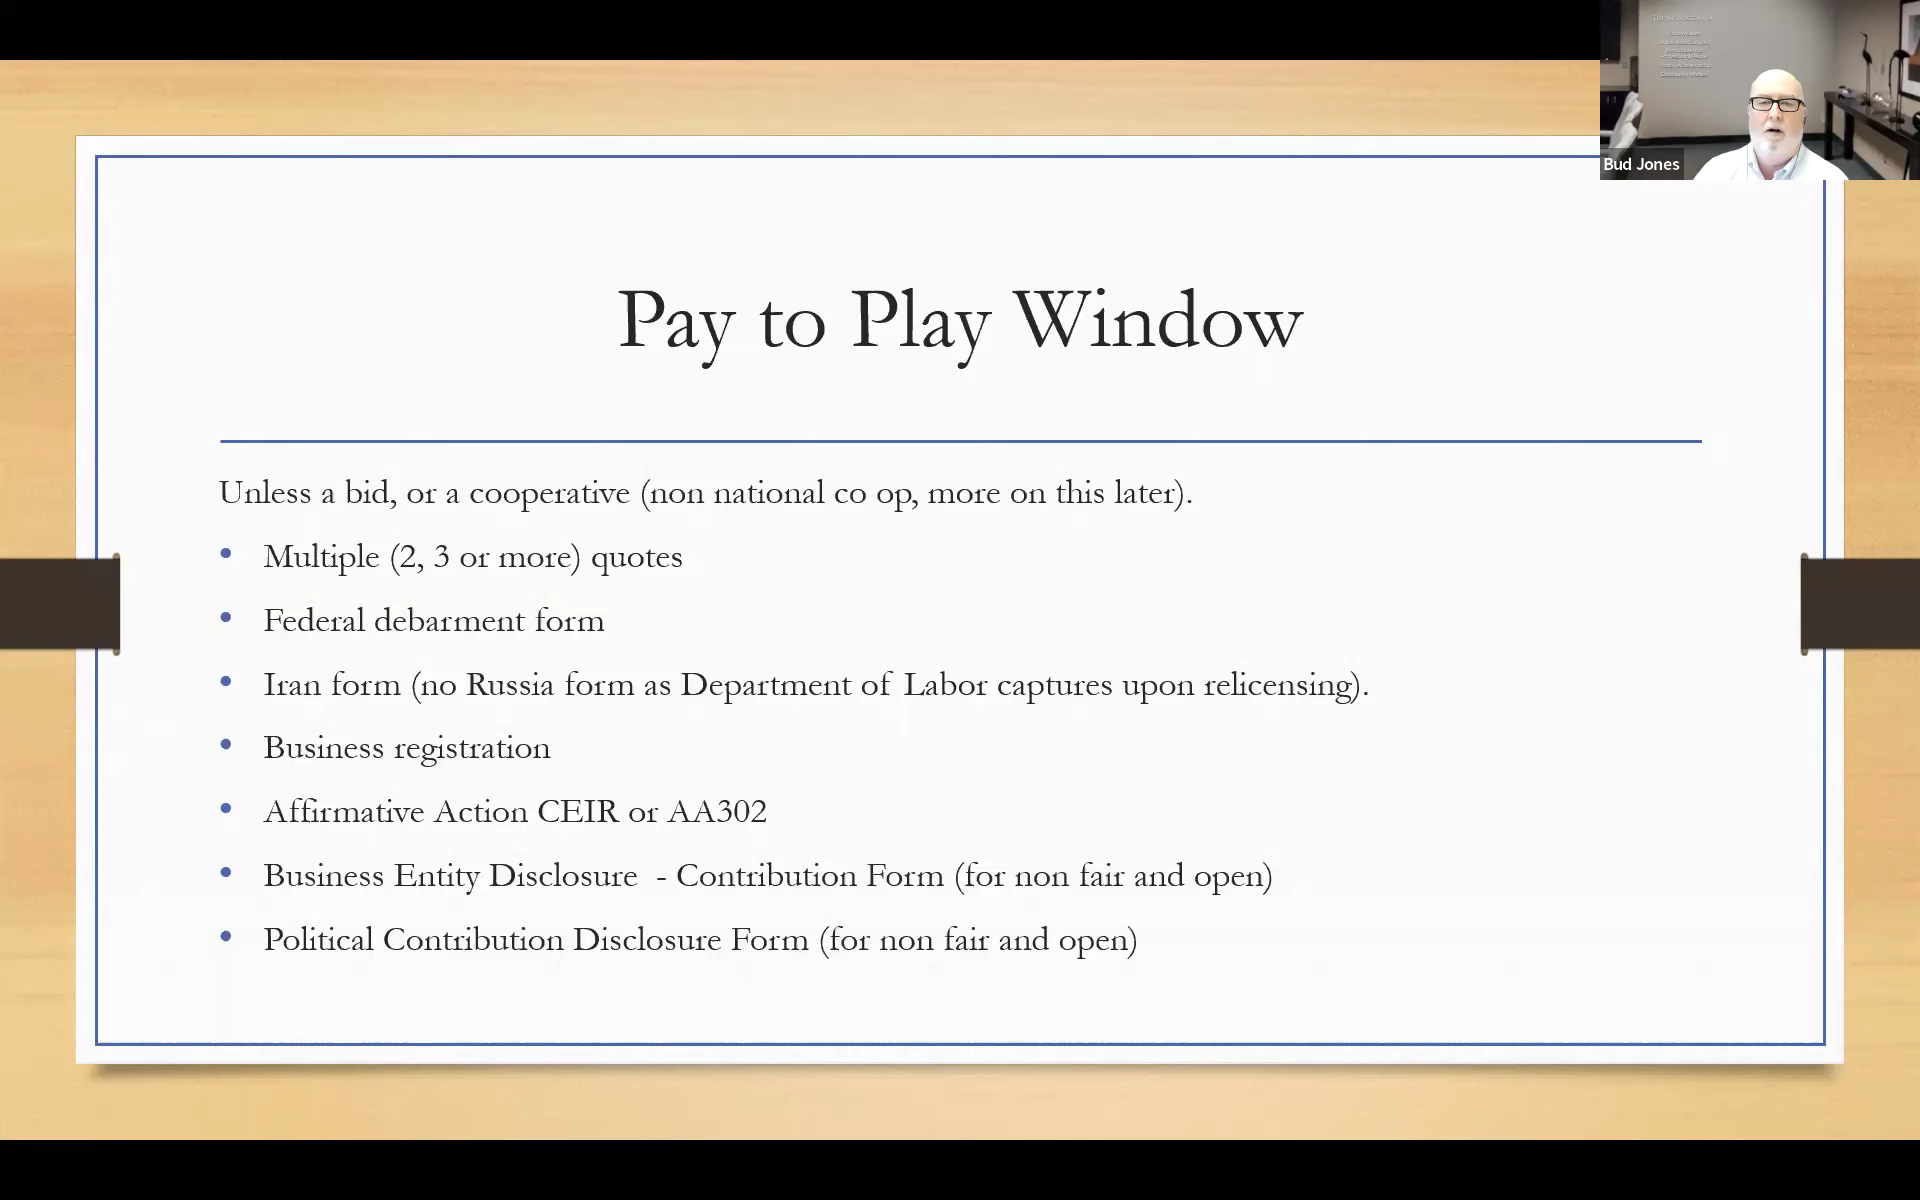 Bud Jones
Pay to Play Window
Unless a bid, or a cooperative (non national co op, more on this later).
• Multiple (2, 3 or more) quotes
• Federal debarment form
• Iran form (no Russia form as Department of Labor captures upon relicensing).
• Business registration
• Affirmative Action CEIR or AA302
• Business Entity Disclosure  - Contribution Form (for non fair and open)
• Political Contribution Disclosure Form (for non fair and open)